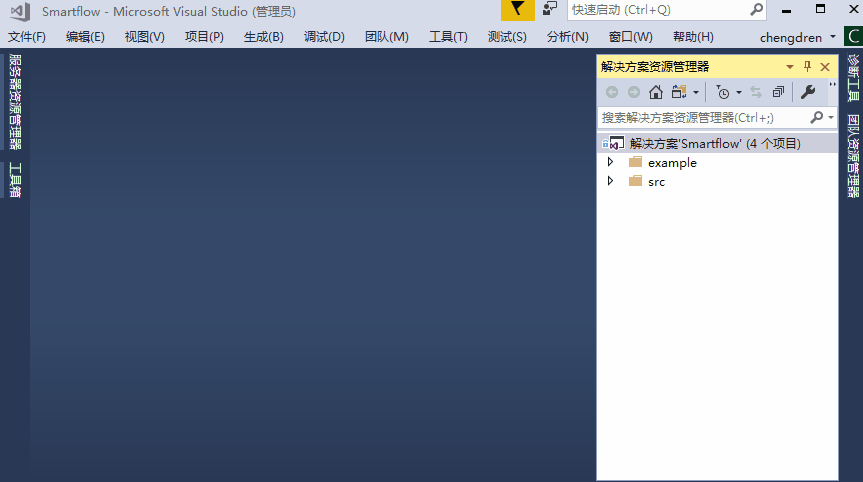 Smartflow - Microsoft Visual Studio (管理员)
快速启动 (Ctrl+Q)
文件(F) 编辑(E) 视图(V) 项目(P) 生成(B) 调试(D) 团队(M) 工具(T) 测试(S) 分析(N) 窗口(W) 帮助(H) chengdren C
服务器资源管理器
工具箱
解决方案资源管理器
搜索解决方案资源管理器(Ctrl+;)
解决方案'Smartflow' (4 个项目)
example
src
诊断工具
团队资源管理器